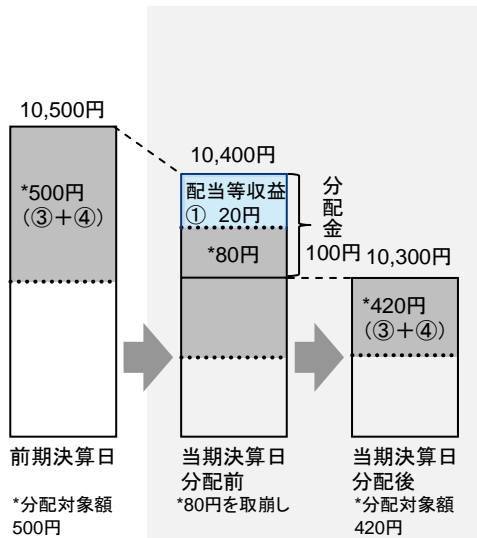 10,500円
*500円
(③+④)
10,400円
配当等収益
① 20円
*80円
分配金
100円
10,300円
*420円
(③+④)
前期決算日
*分配対象額
500円
当期決算日
分配前
*80円を取崩し
当期決算日
分配後
*分配対象額
420円